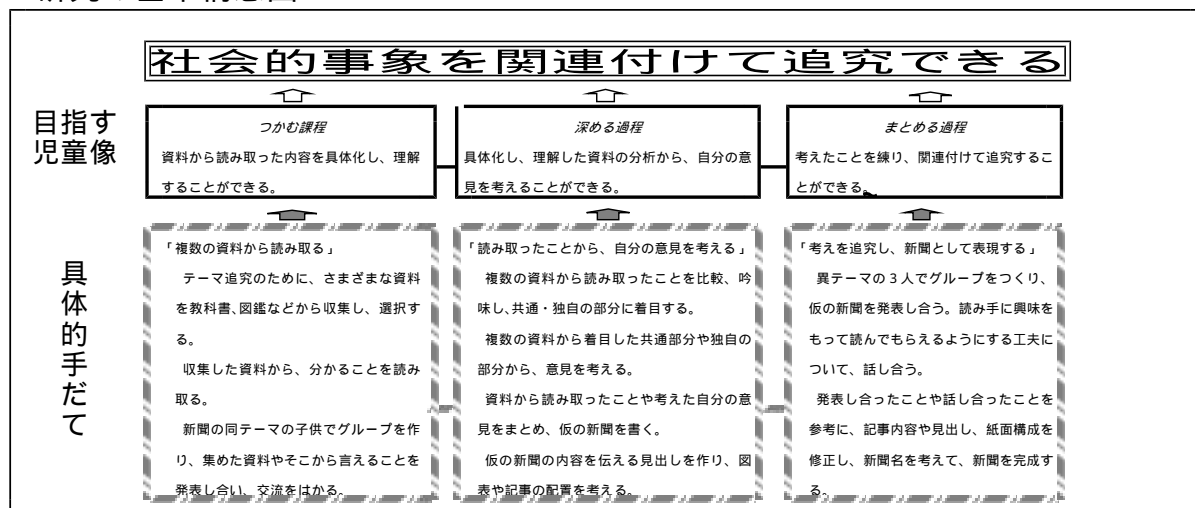 社会的事象を関連付けて追究できる
目指す
児童像
つかむ課程
資料から読み取った内容を具体化し、理解
することができる。
深める過程
具体化し、理解した資料の分析から、自分の意
見を考えることができる。
まとめる過程
考えたことを練り、関連付けて追究するこ
とができる。
具体的手だて
「複数の資料から読み取る」
テーマ追究のために、さまざまな資料
を教科書、図鑑などから収集し、選択す
る。
収集した資料から、分かることを読み
取る。
新聞の同テーマの子供でグループを作
り、集めた資料やそこから言えることを
発表し合い、交流をはかる。
「読み取ったことから、自分の意見を考える」
複数の資料から読み取ったことを比較、吟
味し、共通・独自の部分に着目する。
複数の資料から着目した共通部分や独自の
部分から、意見を考える。
資料から読み取ったことや考えた自分の意
見をまとめ、仮の新聞を書く。
仮の新聞の内容を伝える見出しを作り、図
表や記事の配置を考える。
「考えを追究し、新聞として表現する」
異テーマの3人でグループをつくり、
仮の新聞を発表し合う。読み手に興味を
もって読んでもらえるようにする工夫に
ついて、話し合う。
発表し合ったことや話し合ったことを
参考に、記事内容や見出し、紙面構成を
修正し、新聞名を考えて、新聞を完成す
る。